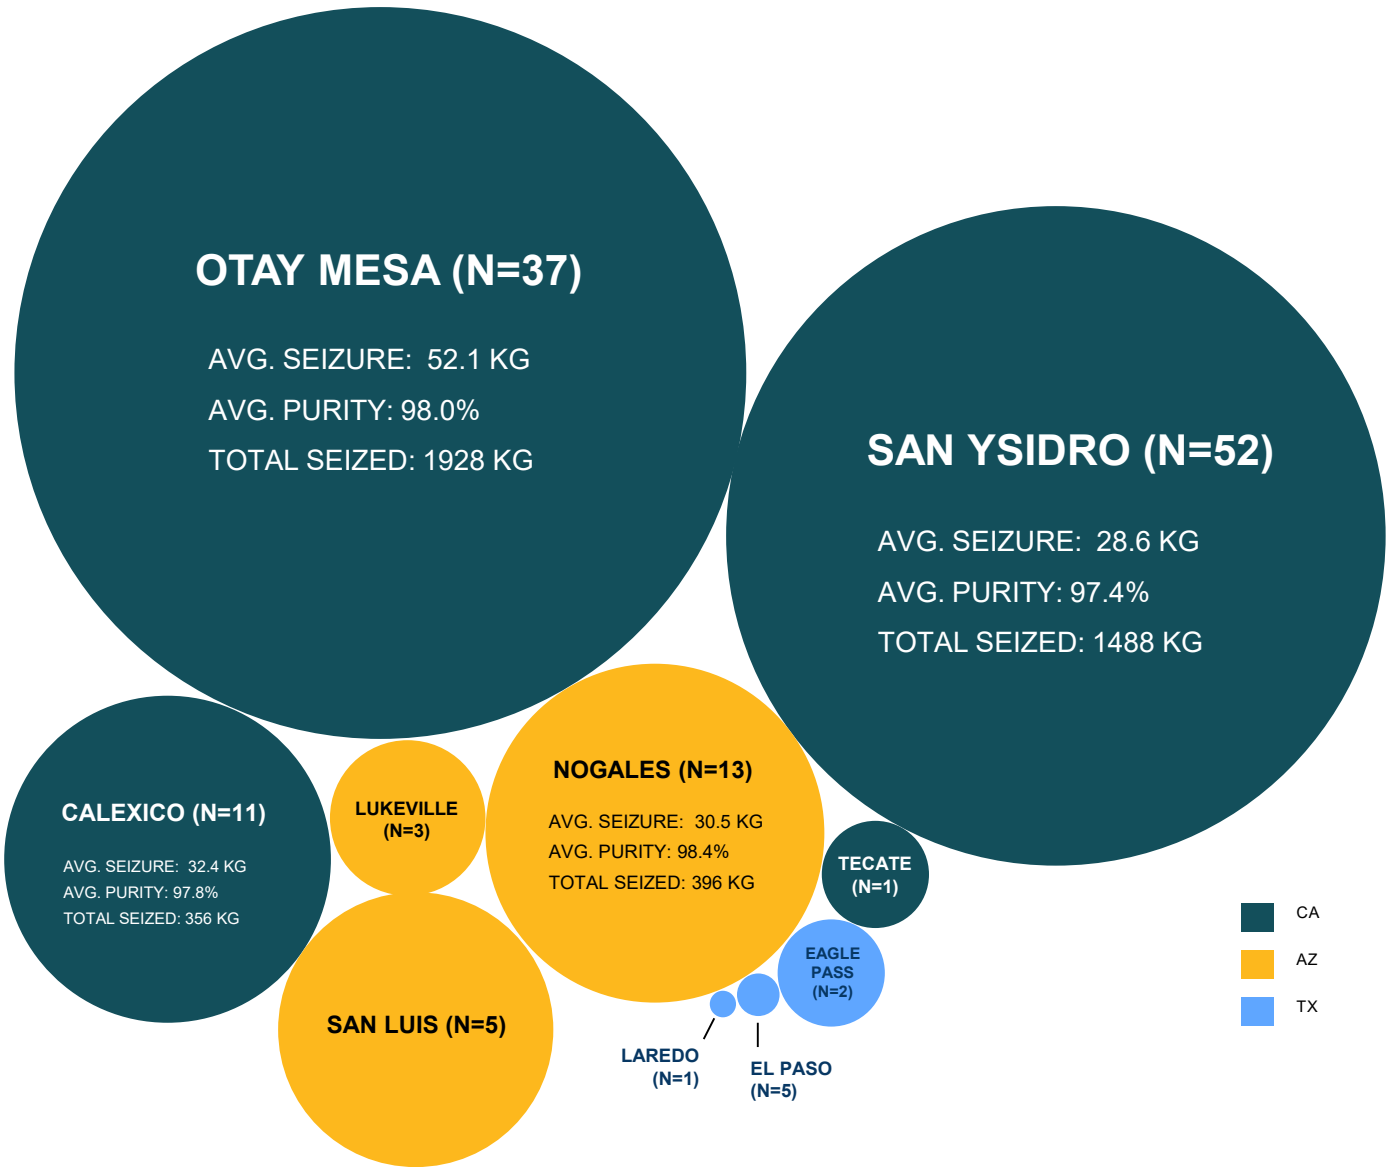 OTAY MESA (N=37)
AVG. SEIZURE: 52.1 KG
AVG. PURITY: 98.0%
TOTAL SEIZED: 1928 KG
SAN YSIDRO (N=52)
AVG. SEIZURE: 28.6 KG
AVG. PURITY: 97.4%
TOTAL SEIZED: 1488 KG
CALEXICO (N=11)
AVG. SEIZURE: 32.4 KG
AVG. PURITY: 97.8%
TOTAL SEIZED: 356 KG
LUKEVILLE
(N=3)
NOGALES (N=13)
AVG. SEIZURE: 30.5 KG
AVG. PURITY: 98.4%
TOTAL SEIZED: 396 KG
TECATE
(N=1)
EAGLE
PASS
(N=2)
SAN LUIS (N=5)
LAREDO
(N=1)
EL PASO
(N=5)
CA
AZ
TX